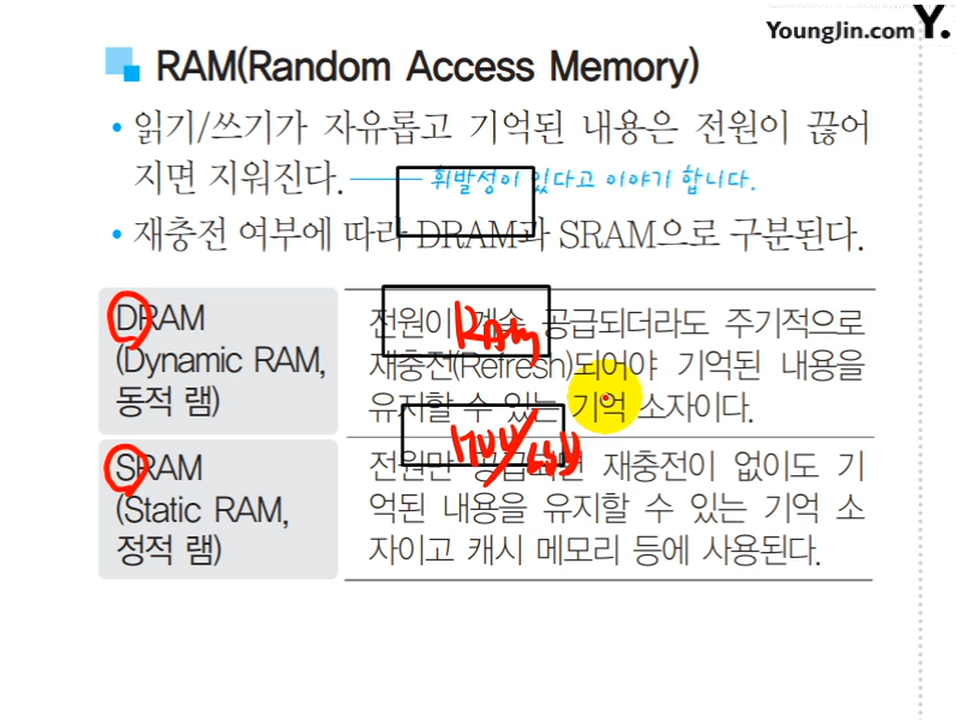 YoungJin.com Y.
RAM(Random Access Memory)
• 읽기/쓰기가 자유롭고 기억된 내용은 전원이 끊어
지면 지워진다. 휘발성이 있다고 이야기 합니다.
• 재충전 여부에 따라 DRAM과 SRAM으로 구분된다.
DRAM
(Dynamic RAM,
동적 램)
전원이 계속 공급되더라도 주기적으로
재충전(Refresh)되어야 기억된 내용을
유지할 수 있는 기억 소자이다.
RAM
SRAM
(Static RAM,
정적 램)
전원만 공급되면 재충전이 없이도 기
억된 내용을 유지할 수 있는 기억 소
자이고 캐시 메모리 등에 사용된다.